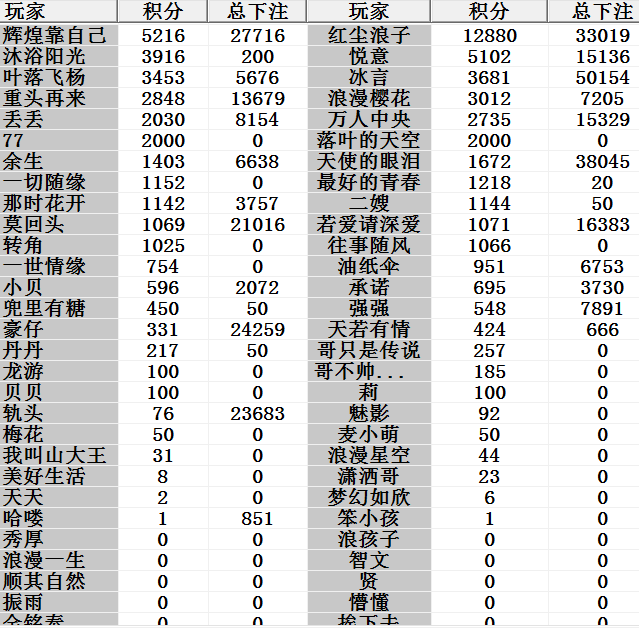 玩家 积分 总下注 玩家 积分 总下注
辉煌靠自己 5216 27716 红尘浪子 12880 33019
沐浴阳光 3916 200 悦意 5102 15136
叶落飞杨 3453 5676 冰言 3681 50154
重头再来 2848 13679 浪漫樱花 3012 7205
丢丢 2030 8154 万人中央 2735 15329
77 2000 0 落叶的天空 2000 0
余生 1403 6638 天使的眼泪 1672 38045
一切随缘 1152 0 最好的青春 1218 20
那时花开 1142 3757 二嫂 1144 50
莫回头 1069 21016 若爱请深爱 1071 16383
转角 1025 0 往事随风 1066 0
一世情缘 754 0 油纸伞 951 6753
小贝 596 2072 承诺 695 3730
兜里有糖 450 50 强强 548 7891
豪仔 331 24259 天若有情 424 666
丹丹 217 50 哥只是传说 257 0
龙游 100 0 哥不帅... 185 0
贝贝 100 0 莉 100 0
轨头 76 23683 魅影 92 0
梅花 50 0 麦小萌 50 0
我叫山大王 31 0 浪漫星空 44 0
美好生活 8 0 潇洒哥 23 0
天天 2 0 梦幻如欣 6 0
哈喽 1 851 笨小孩 1 0
秀厚 0 0 浪孩子 0 0
浪漫一生 0 0 智文 0 0
顺其自然 0 0 贤 0 0
振雨 0 0 懵懂 0 0
0 0 0 0